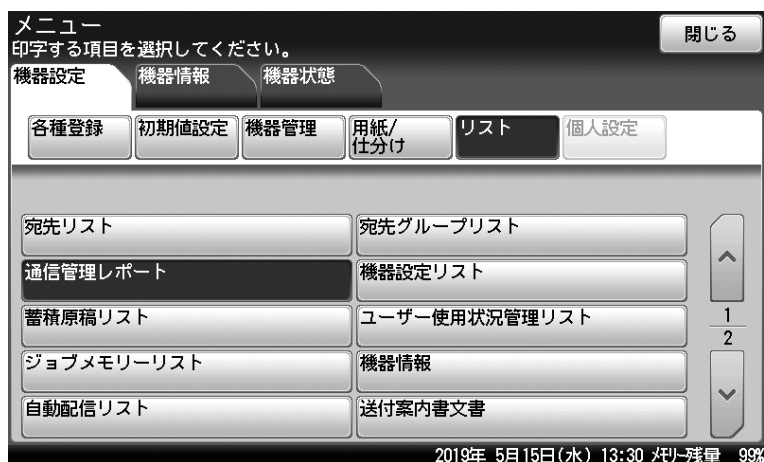 メニュー
印字する項目を選択してください。
閉じる
機器設定 機器情報 機器状態
各種登録 初期値設定 機器管理 用紙/
仕分け リスト 個人設定
宛先リスト 宛先グループリスト
通信管理レポート 機器設定リスト
蓄積原稿リスト ユーザー使用状況管理リスト
ジョブメモリーリスト 機器情報
自動配信リスト 送付案内書文書
1
2
2019年 5月15日(水) 13:30 メモリー残量 99%